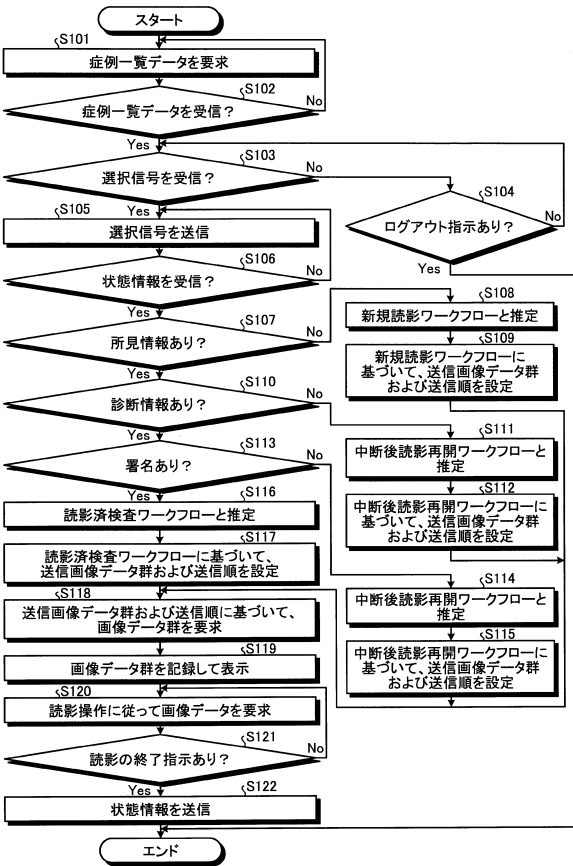 スタート
S101
症例一覧データを要求
S102
症例一覧データを受信？
No
Yes
S103
選択信号を受信？
No
S104
ログアウト指示あり？
No
Yes
Yes
S105
選択信号を送信
S106
状態情報を受信？
No
Yes
S107
所見情報あり？
No
S108
新規読影ワークフローと推定
S109
新規読影ワークフローに
基づいて、送信画像データ群
および送信順を設定
Yes
S110
診断情報あり？
No
S111
中断後読影再開ワークフローと
推定
S112
中断後読影再開ワークフローに
基づいて、送信画像データ群
および送信順を設定
Yes
S113
署名あり？
No
S114
中断後読影再開ワークフローと
推定
S115
中断後読影再開ワークフローに
基づいて、送信画像データ群
および送信順を設定
Yes
S116
読影済検査ワークフローと推定
S117
読影済検査ワークフローに基づいて、
送信画像データ群および送信順を設定
S118
送信画像データ群および送信順に基づいて、
画像データ群を要求
S119
画像データ群を記録して表示
S120
読影操作に従って画像データを要求
S121
読影の終了指示あり？
No
Yes
S122
状態情報を送信
エンド